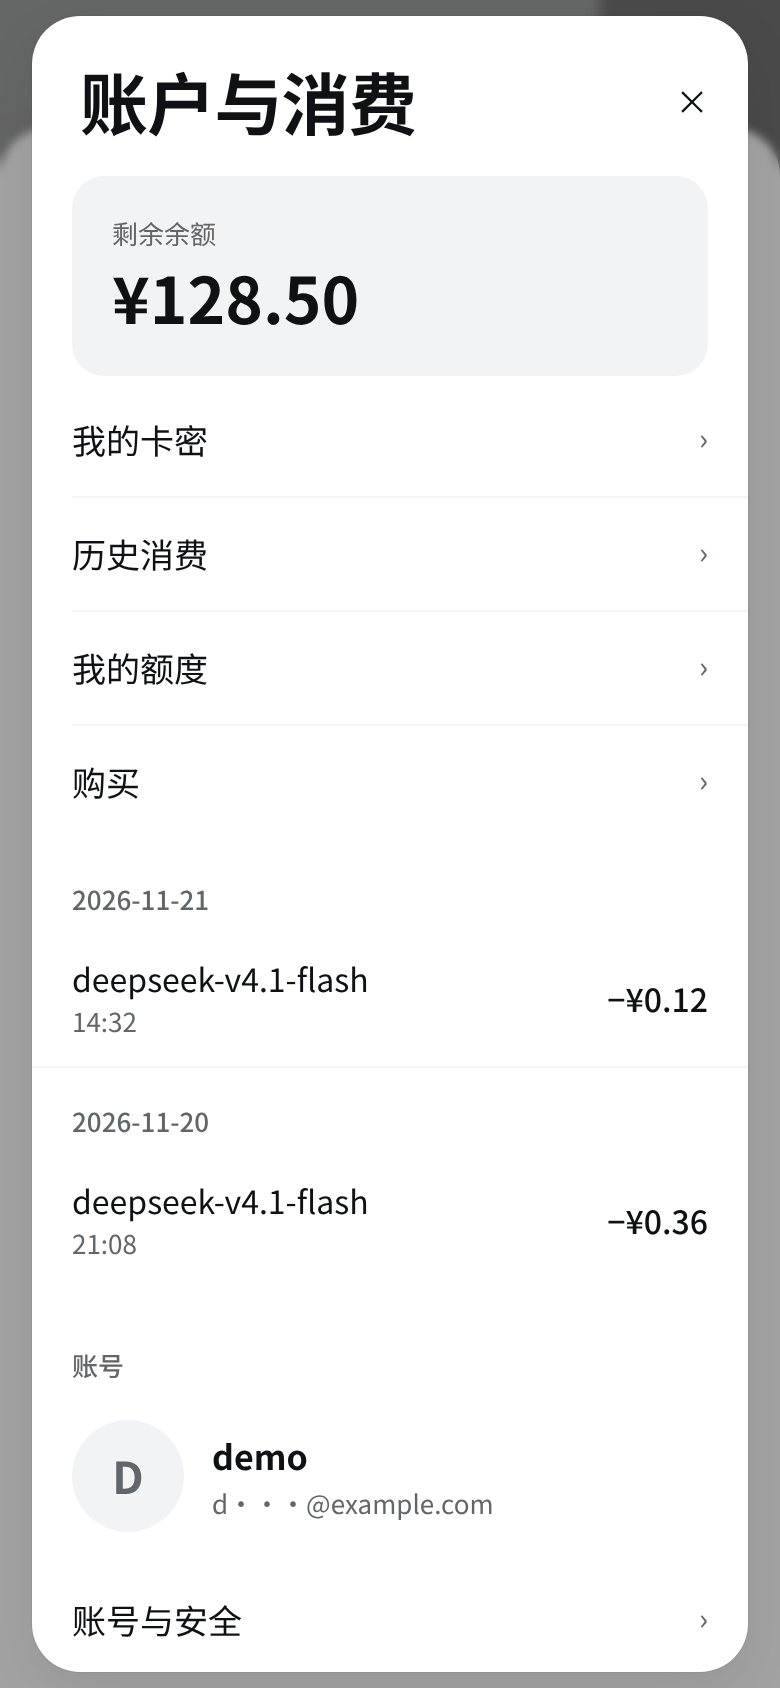 账户与消费
剩余余额
¥128.50
我的卡密
历史消费
我的额度
购买
2026-11-21
deepseek-v4.1-flash
−¥0.12
14:32
2026-11-20
deepseek-v4.1-flash
−¥0.36
21:08
账号
D
demo
d···@example.com
账号与安全